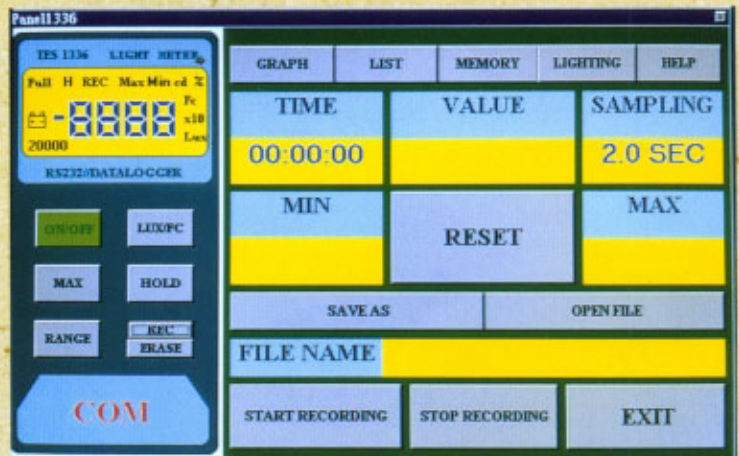 Panel1336
TES 1336 LIGHT METER
Full H REC Max Min cd %
Fc
-8888 x10
Lux
20000
RS232/DATALOGGER
ON/OFF LUX/FC
MAX HOLD
RANGE REC
ERASE
COM
GRAPH LIST MEMORY LIGHTING HELP
TIME VALUE SAMPLING
00:00:00 2.0 SEC
MIN RESET MAX
SAVE AS OPEN FILE
FILE NAME
START RECORDING STOP RECORDING EXIT